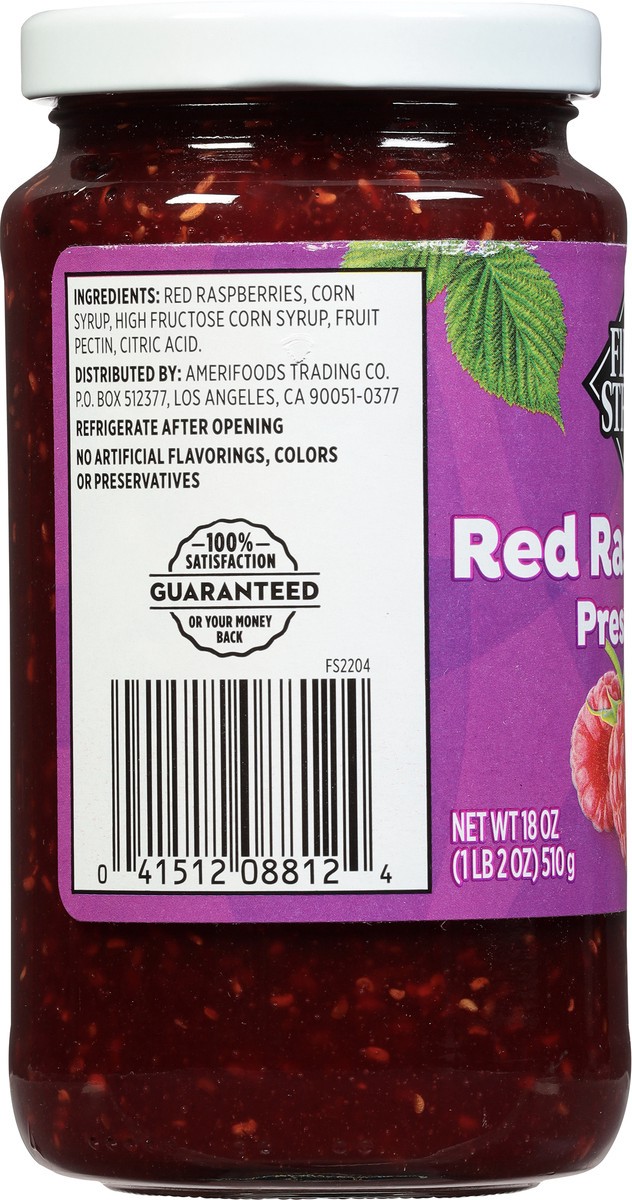 INGREDIENTS: RED RASPBERRIES, CORN
SYRUP, HIGH FRUCTOSE CORN SYRUP, FRUIT
PECTIN, CITRIC ACID.
DISTRIBUTED BY: AMERIFOODS TRADING CO.
P.O. BOX 512377, LOS ANGELES, CA 90051-0377
REFRIGERATE AFTER OPENING
NO ARTIFICIAL FLAVORINGS, COLORS
OR PRESERVATIVES
100%
SATISFACTION
GUARANTEED
OR YOUR MONEY
BACK
FS2204
0 41512 08812 4
Red Ra
Pres
NET WT 18 OZ
(1 LB 2 OZ) 510 g